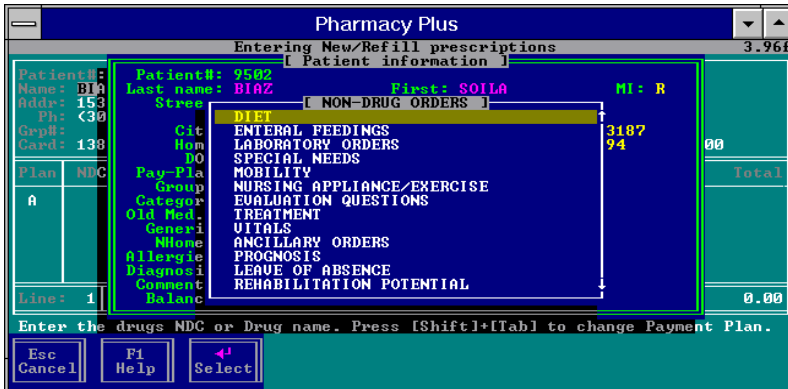 Pharmacy Plus
Entering New/Refill prescriptions 3.96f
[ Patient information ]
Patient#: Patient#: 9502
Name: BIA Last name: BIAZ First: SOILA MI: R
Addr: 153 Stree [ NON-DRUG ORDERS ]
Ph: <30 DIET
Grp#: Cit ENTERAL FEEDINGS 3187
Card: 138 Hom LABORATORY ORDERS 94 00
DO SPECIAL NEEDS
Plan NDC Pay-Pla MOBILITY Total
Group NURSING APPLIANCE/EXERCISE
A Categor EVALUATION QUESTIONS
Old Med. TREATMENT
Generi VITALS
NHome ANCILLARY ORDERS
Allergie PROGNOSIS
Diagnosi LEAVE OF ABSENCE
Comment REHABILITATION POTENTIAL
Line: 1 Balanc 0.00
Enter the drugs NDC or Drug name. Press [Shift]+[Tab] to change Payment Plan.
Esc F1
Cancel Help Select